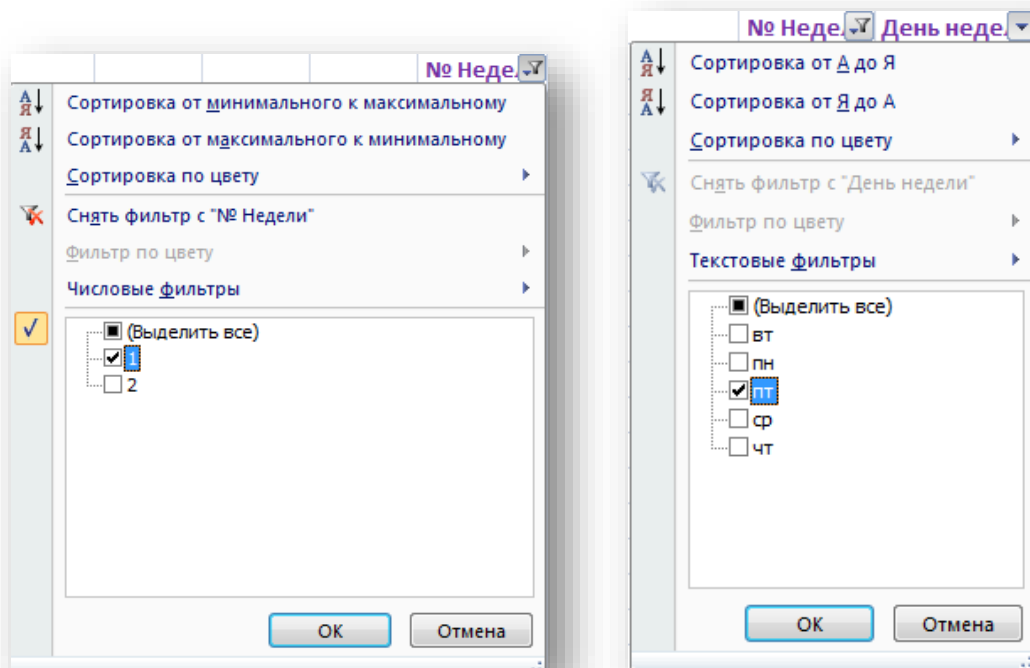 № Неде.
Сортировка от минимального к максимальному
Сортировка от максимального к минимальному
Сортировка по цвету
Снять фильтр с "№ Недели"
Фильтр по цвету
Числовые фильтры
(Выделить все)
1
2
ОК
Отмена
№ Неде. День неде.
Сортировка от А до Я
Сортировка от Я до А
Сортировка по цвету
Снять фильтр с "День недели"
Фильтр по цвету
Текстовые фильтры
(Выделить все)
вт
пн
пт
ср
чт
ОК
Отмена